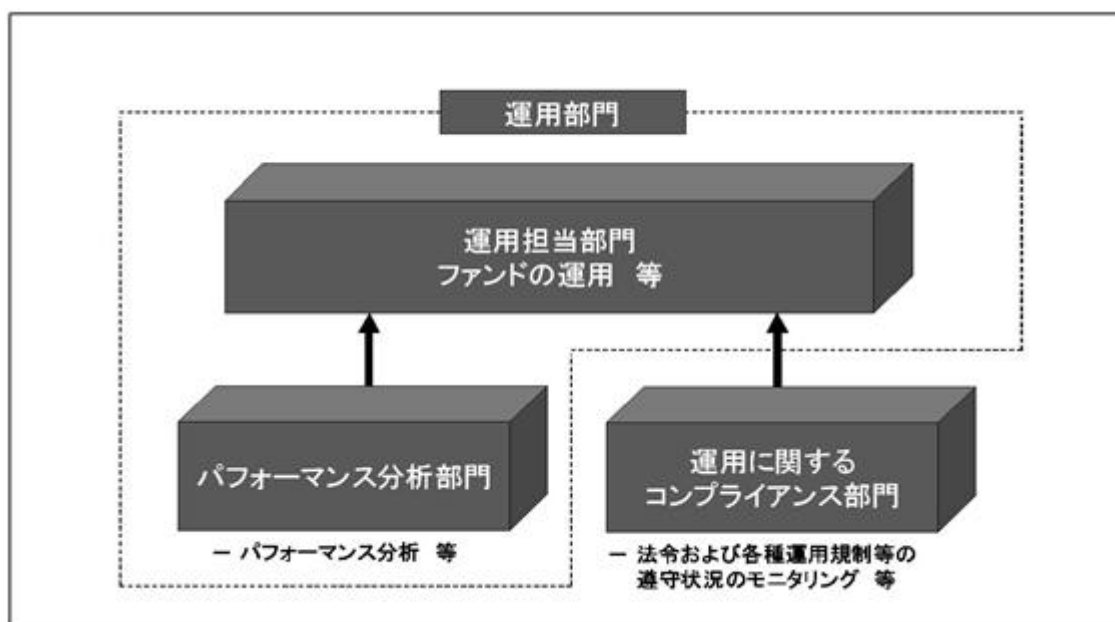 運用部門
運用担当部門
ファンドの運用 等
パフォーマンス分析部門
- パフォーマンス分析 等
運用に関する
コンプライアンス部門
- 法令および各種運用規制等の
遵守状況のモニタリング 等